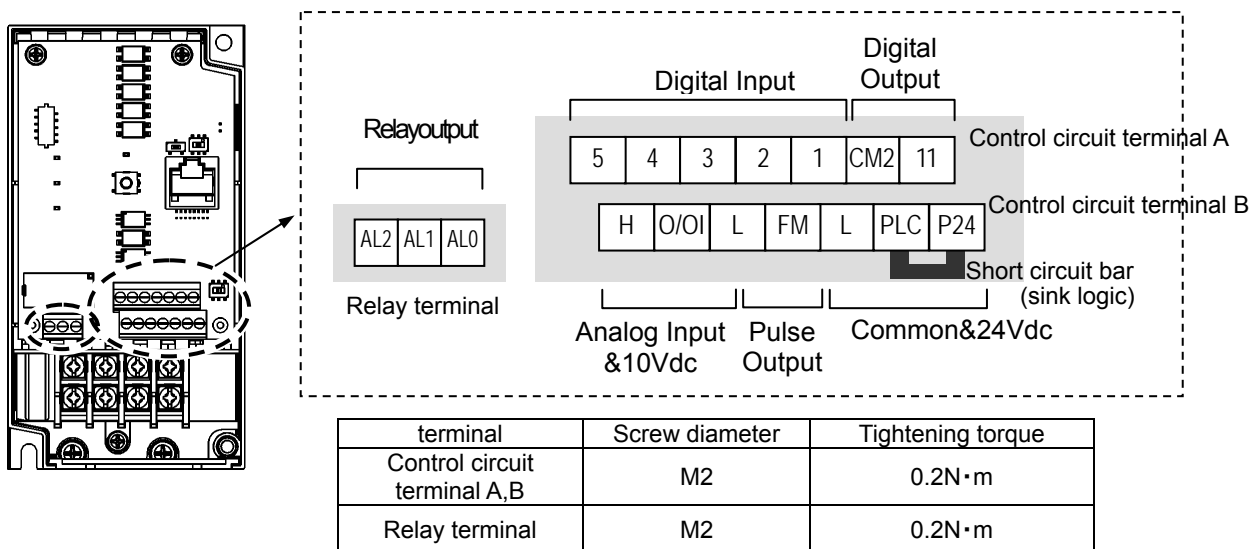 Digital Input
Digital
Output
Relayoutput
5 4 3 2 1 CM2 11
Control circuit terminal A
H O/OI L FM L PLC P24
Control circuit terminal B
AL2 AL1 AL0
Short circuit bar
(sink logic)
Relay terminal
Analog Input
&10Vdc
Pulse
Output
Common&24Vdc
terminal Screw diameter Tightening torque
Control circuit
terminal A,B M2 0.2N・m
Relay terminal M2 0.2N・m